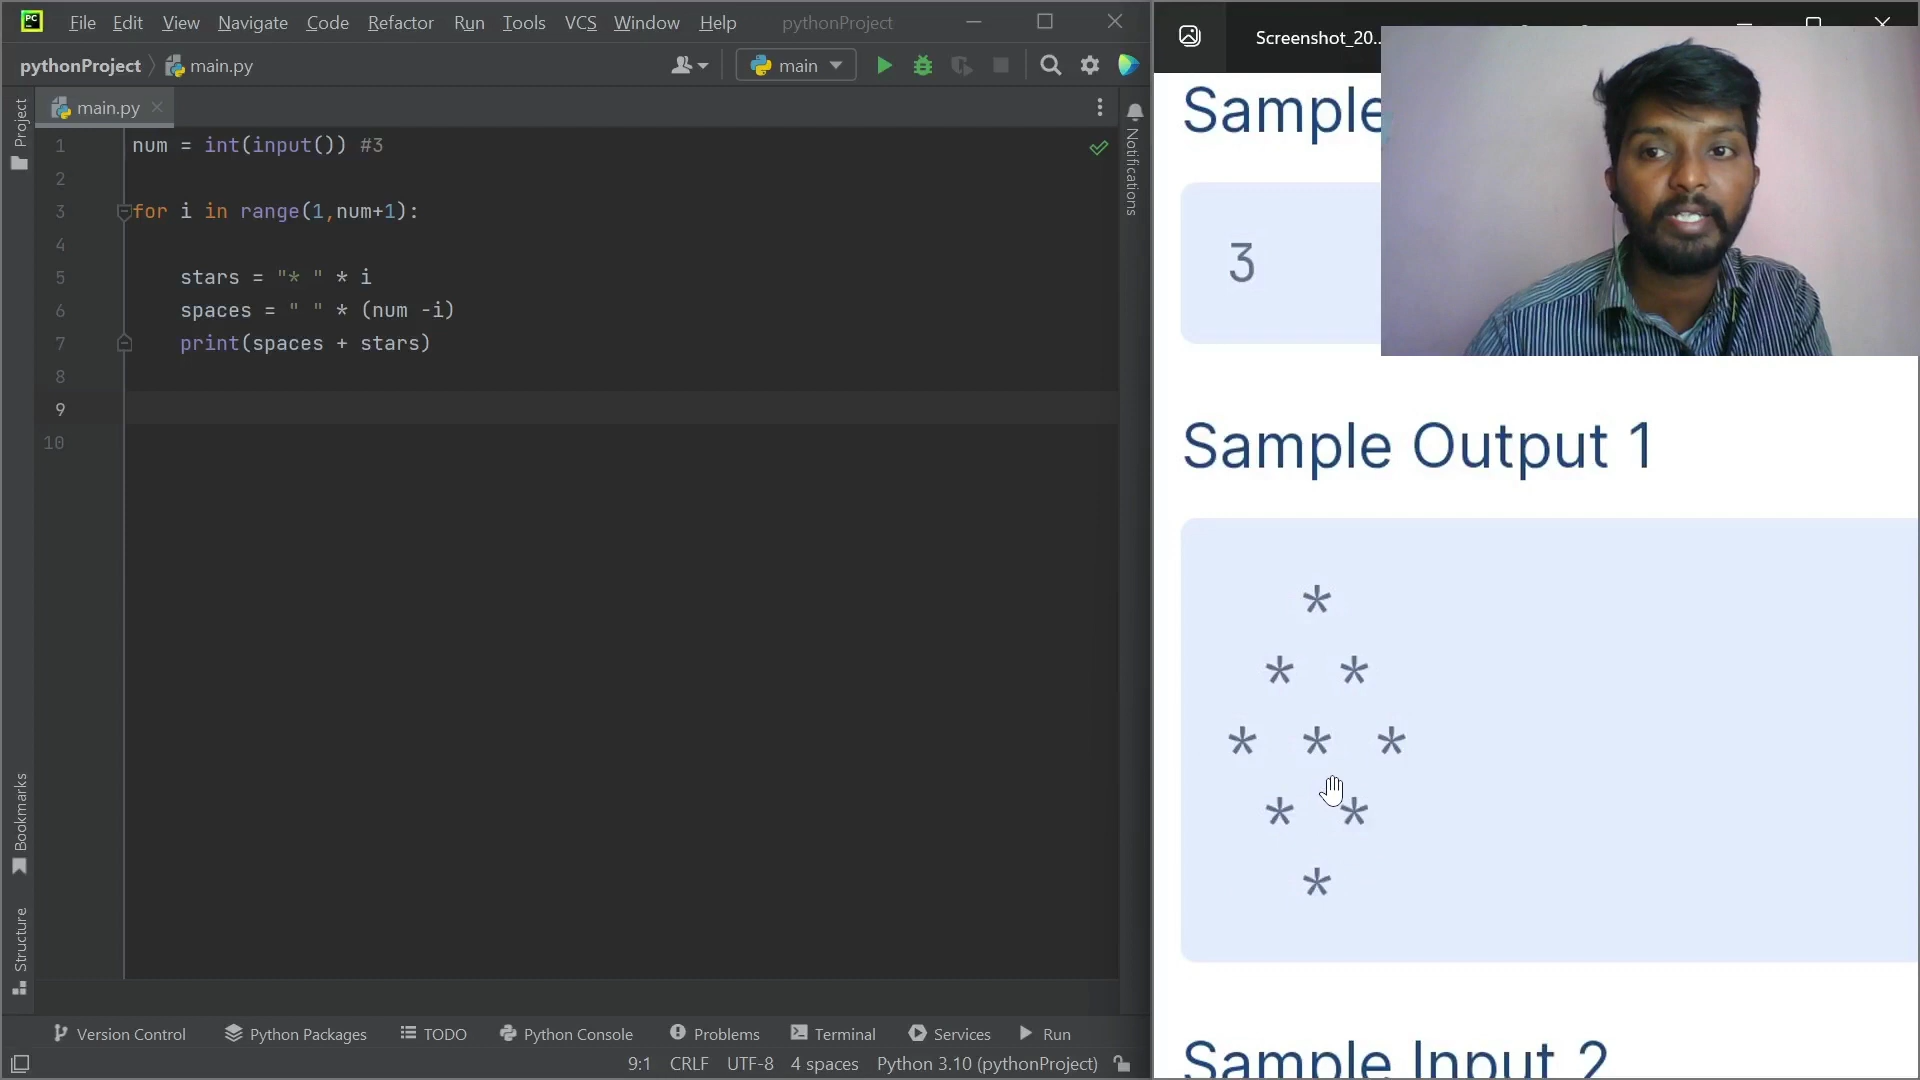 PC File Edit View Navigate Code Refactor Run Tools VCS Window Help pythonProject
pythonProject main.py main
main.py
1 num = int(input()) #3
2
3 for i in range(1,num+1):
4
5 stars = "* " * i
6 spaces = " " * (num -i)
7 print(spaces + stars)
8
9
10
Project
Bookmarks
Structure
Notifications
Version Control Python Packages TODO Python Console Problems Terminal Services Run
9:1 CRLF UTF-8 4 spaces Python 3.10 (pythonProject)
Screenshot_20...
Sample
3
Sample Output 1
*
* *
* * *
* *
*
Sample Input 2